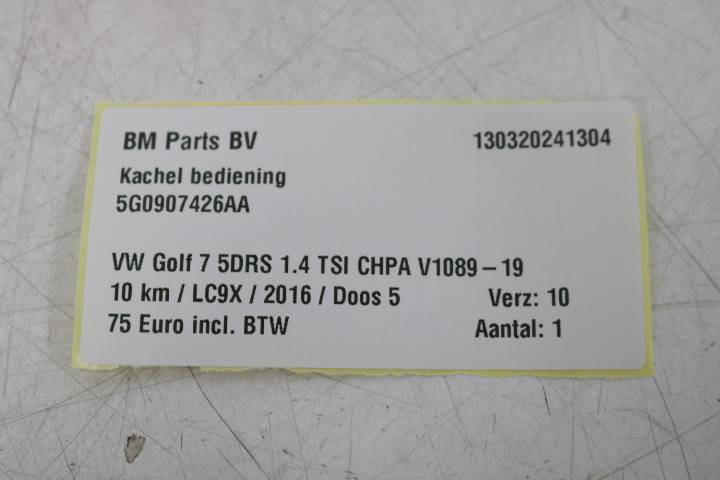 BM Parts BV 130320241304
Kachel bediening
5G0907426AA
VW Golf 7 5DRS 1.4 TSI CHPA V1089 – 19
10 km / LC9X / 2016 / Doos 5 Verz: 10
75 Euro incl. BTW Aantal: 1